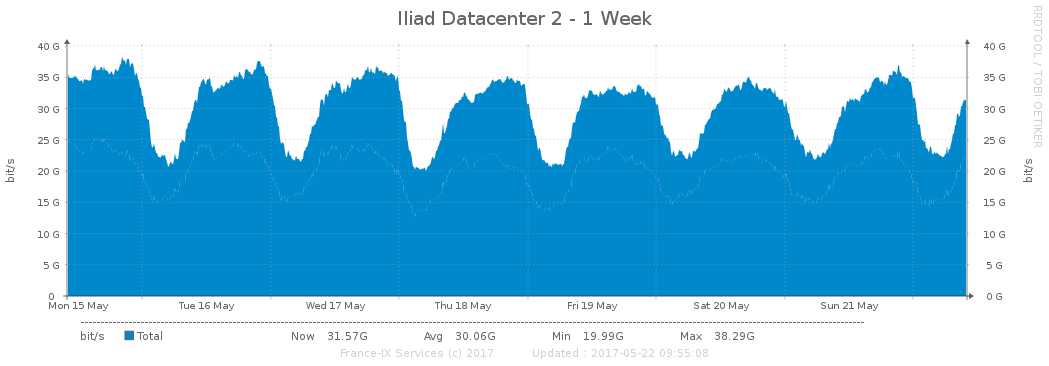 Iliad Datacenter 2 - 1 Week
RRDTOOL / TOBI OETIKER
40 G 40 G
35 G 35 G
30 G 30 G
25 G 25 G
20 G 20 G
15 G 15 G
10 G 10 G
5 G 5 G
0 0 G
bit/s bit/s
Mon 15 May Tue 16 May Wed 17 May Thu 18 May Fri 19 May Sat 20 May Sun 21 May
bit/s Total Now 31.57G Avg 30.06G Min 19.99G Max 38.29G
France-IX Services (c) 2017 Updated : 2017-05-22 09:55:08